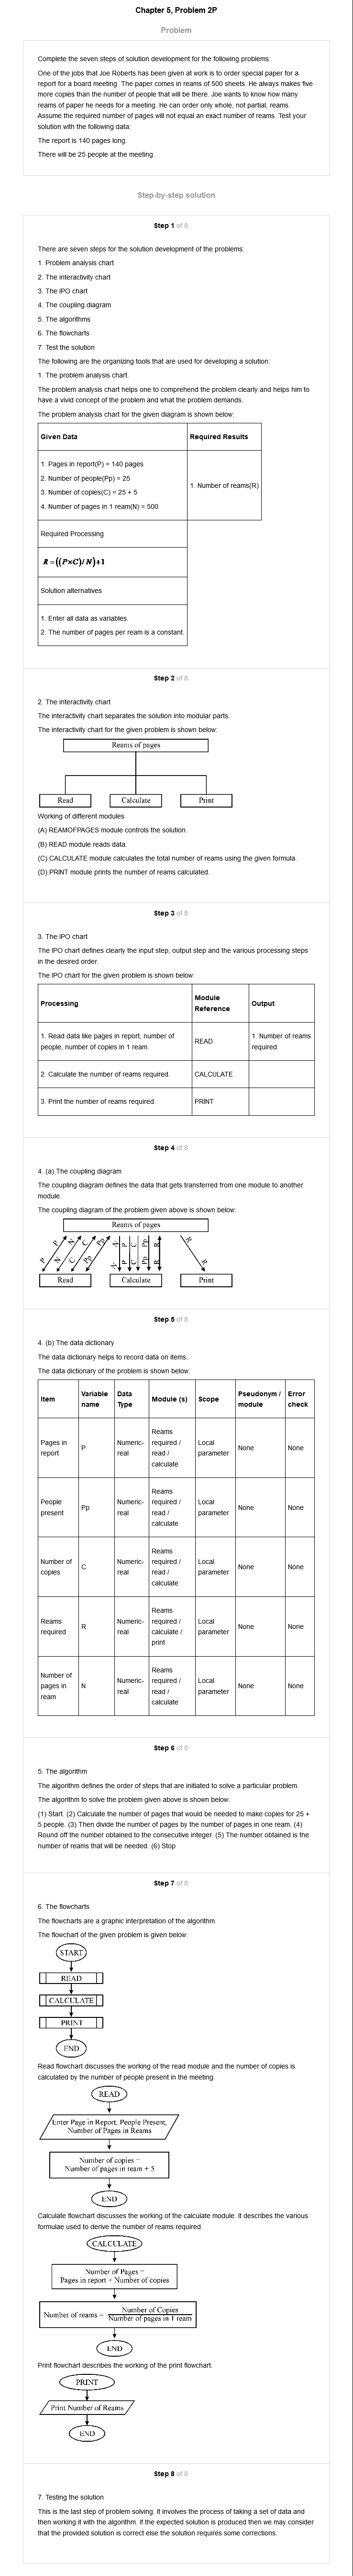 Chapter 5, Problem 2P
Problem
Complete the seven steps of solution development for the following problems:
One of the jobs that Joe Roberts has been given at work is to order special paper for a
report for a board meeting. The paper comes in reams of 500 sheets. He always makes five
more copies than the number of people that will be there. Joe wants to know how many
reams of paper he needs for a meeting. He can order only whole, not partial, reams.
Assume the required number of pages will not equal an exact number of reams. Test your
solution with the following data:
The report is 140 pages long.
There will be 25 people at the meeting.
Step-by-step solution
Step 1 of 8
There are seven steps for the solution development of the problems:
1. Problem analysis chart
2. The interactivity chart
3. The IPO chart
4. The coupling diagram
5. The algorithms
6. The flowcharts
7. Test the solution
The following are the organizing tools that are used for developing a solution:
1. The problem analysis chart.
The problem analysis chart helps one to comprehend the problem clearly and helps him to
have a vivid concept of the problem and what the problem demands.
The problem analysis chart for the given diagram is shown below:
Given Data
Required Results
1. Pages in report(P) = 140 pages
2. Number of people(Pp) = 25
3. Number of copies(C) = 25 + 5
4. Number of pages in 1 ream(N) = 500
1. Number of reams(R)
Required Processing
R =((P×C)/N)+1
Solution alternatives
1. Enter all data as variables.
2. The number of pages per ream is a constant.
Step 2 of 8
2. The interactivity chart
The interactivity chart separates the solution into modular parts.
The interactivity chart for the given problem is shown below:
Reams of pages
Read Calculate Print
Working of different modules
(A) REAMOFPAGES module controls the solution.
(B) READ module reads data.
(C) CALCULATE module calculates the total number of reams using the given formula.
(D) PRINT module prints the number of reams calculated.
Step 3 of 8
3. The IPO chart
The IPO chart defines clearly the input step, output step and the various processing steps
in the desired order.
The IPO chart for the given problem is shown below:
Processing
Module
Reference
Output
1. Read data like pages in report, number of
people, number of copies in 1 ream.
READ
1. Number of reams
required.
2. Calculate the number of reams required.
CALCULATE
3. Print the number of reams required.
PRINT
Step 4 of 8
4. (a) The coupling diagram
The coupling diagram defines the data that gets transferred from one module to another
module.
The coupling diagram of the problem given above is shown below:
Reams of pages
P N C Pp N P C Pp R R
P N C Pp N P C Pp R R
Read Calculate Print
Step 5 of 8
4. (b) The data dictionary
The data dictionary helps to record data on items.
The data dictionary of the problem is shown below:
Item
Variable
name
Data
Type
Module (s)
Scope
Pseudonym /
module
Error
check
Pages in
report
P
Numeric-
real
Reams
required /
read /
calculate
Local
parameter
None
None
People
present
Pp
Numeric-
real
Reams
required /
read /
calculate
Local
parameter
None
None
Number of
copies
C
Numeric-
real
Reams
required /
read /
calculate
Local
parameter
None
None
Reams
required
R
Numeric-
real
Reams
required /
calculate /
print
Local
parameter
None
None
Number of
pages in
ream
N
Numeric-
real
Reams
required /
read /
calculate
Local
parameter
None
None
Step 6 of 8
5. The algorithm
The algorithm defines the order of steps that are initiated to solve a particular problem.
The algorithm to solve the problem given above is shown below:
(1) Start. (2) Calculate the number of pages that would be needed to make copies for 25 +
5 people. (3) Then divide the number of pages by the number of pages in one ream. (4)
Round off the number obtained to the consecutive integer. (5) The number obtained is the
number of reams that will be needed. (6) Stop
Step 7 of 8
6. The flowcharts
The flowcharts are a graphic interpretation of the algorithm.
The flowchart of the given problem is given below:
START
READ
CALCULATE
PRINT
END
Read flowchart discusses the working of the read module and the number of copies is
calculated by the number of people present in the meeting.
READ
Enter Page in Report, People Present,
Number of Pages in Reams
Number of copies =
Number of pages in ream + 5
END
Calculate flowchart discusses the working of the calculate module. It describes the various
formulae used to derive the number of reams required.
CALCULATE
Number of Pages =
Pages in report × Number of copies
Number of reams = Number of Copies
Number of pages in 1 ream
END
Print flowchart describes the working of the print flowchart.
PRINT
Print Number of Reams
END
Step 8 of 8
7. Testing the solution
This is the last step of problem solving. It involves the process of taking a set of data and
then working it with the algorithm. If the expected solution is produced then we may consider
that the provided solution is correct else the solution requires some corrections.